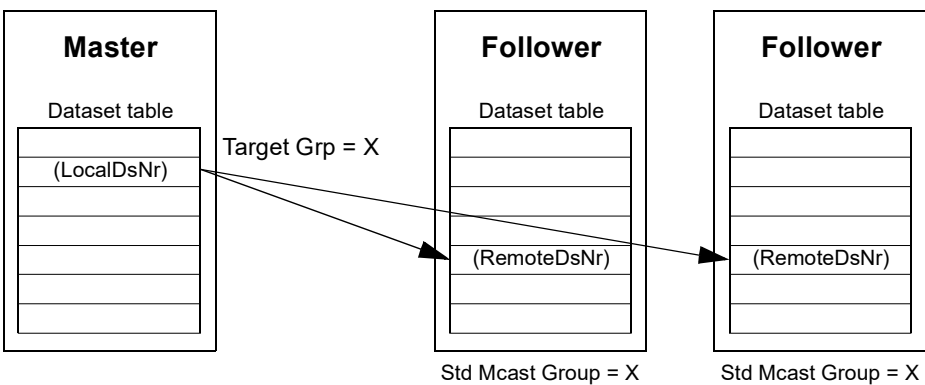 Master
Dataset table
(LocalDsNr)
Target Grp = X
Follower
Dataset table
(RemoteDsNr)
Std Mcast Group = X
Follower
Dataset table
(RemoteDsNr)
Std Mcast Group = X